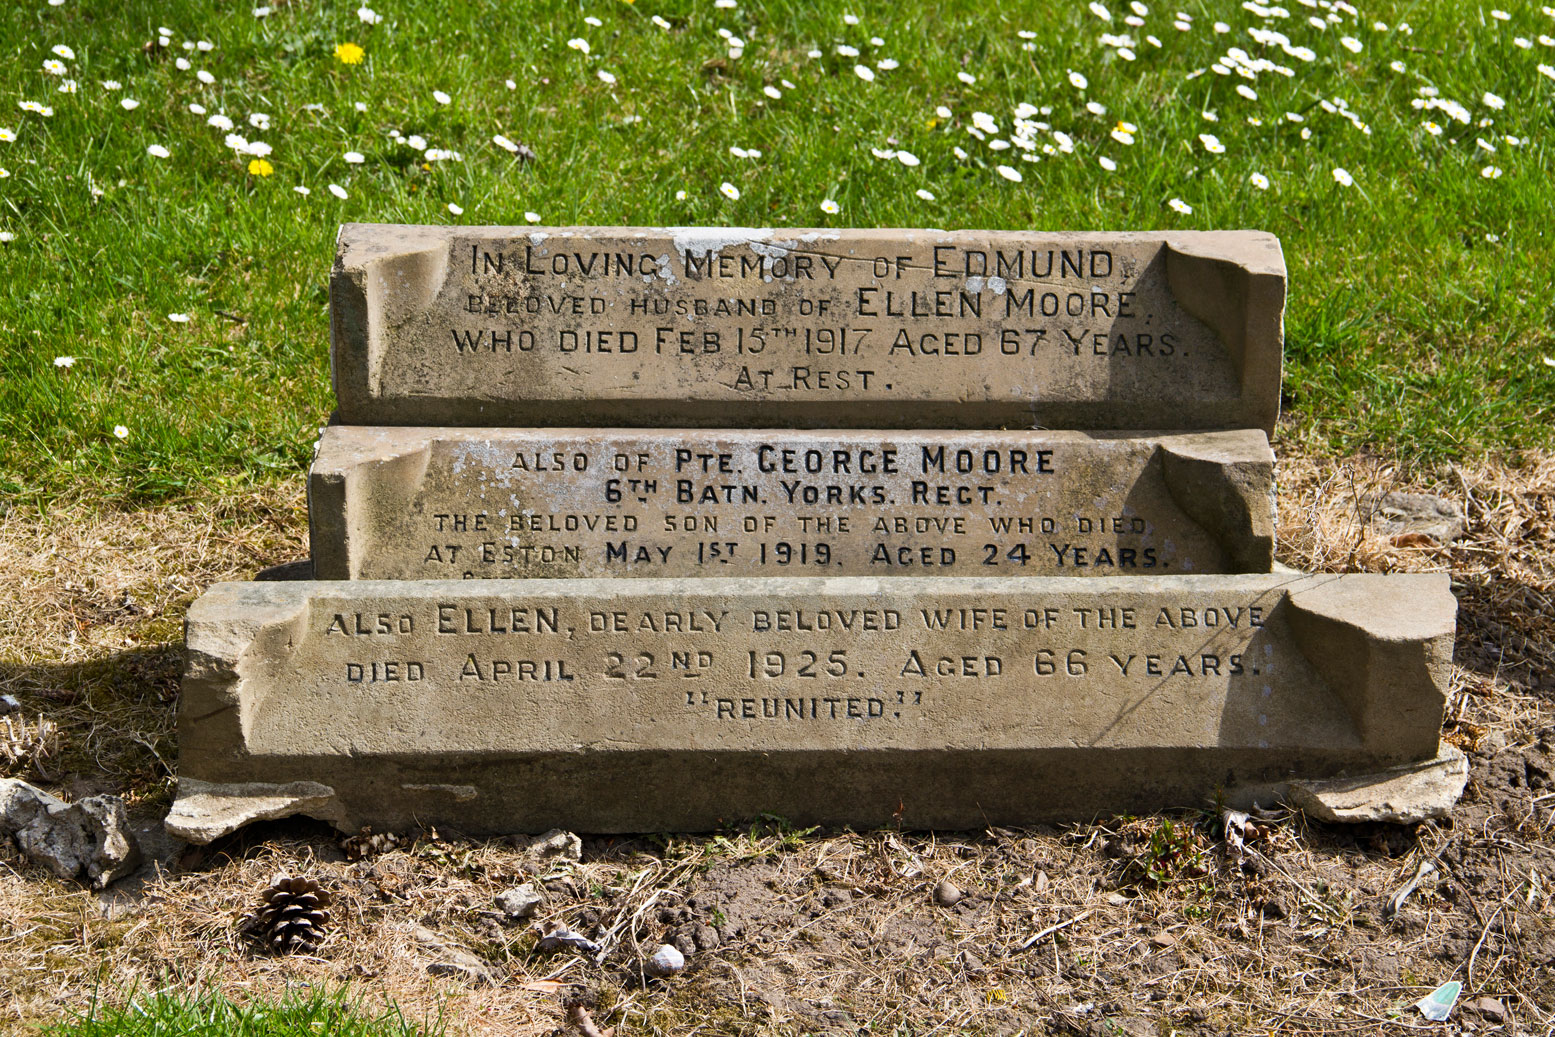 In Loving Memory of EDMUND
BELOVED HUSBAND OF ELLEN MOORE.
WHO DIED FEB 15TH 1917 AGED 67 YEARS.
AT REST.
ALSO OF PTE. GEORGE MOORE
6TH BATN. YORKS. REGT.
THE BELOVED SON OF THE ABOVE WHO DIED
AT ESTON MAY 1ST 1919. AGED 24 YEARS.
ALSO ELLEN, DEARLY BELOVED WIFE OF THE ABOVE
DIED APRIL 22ND 1925. AGED 66 YEARS.
"REUNITED."